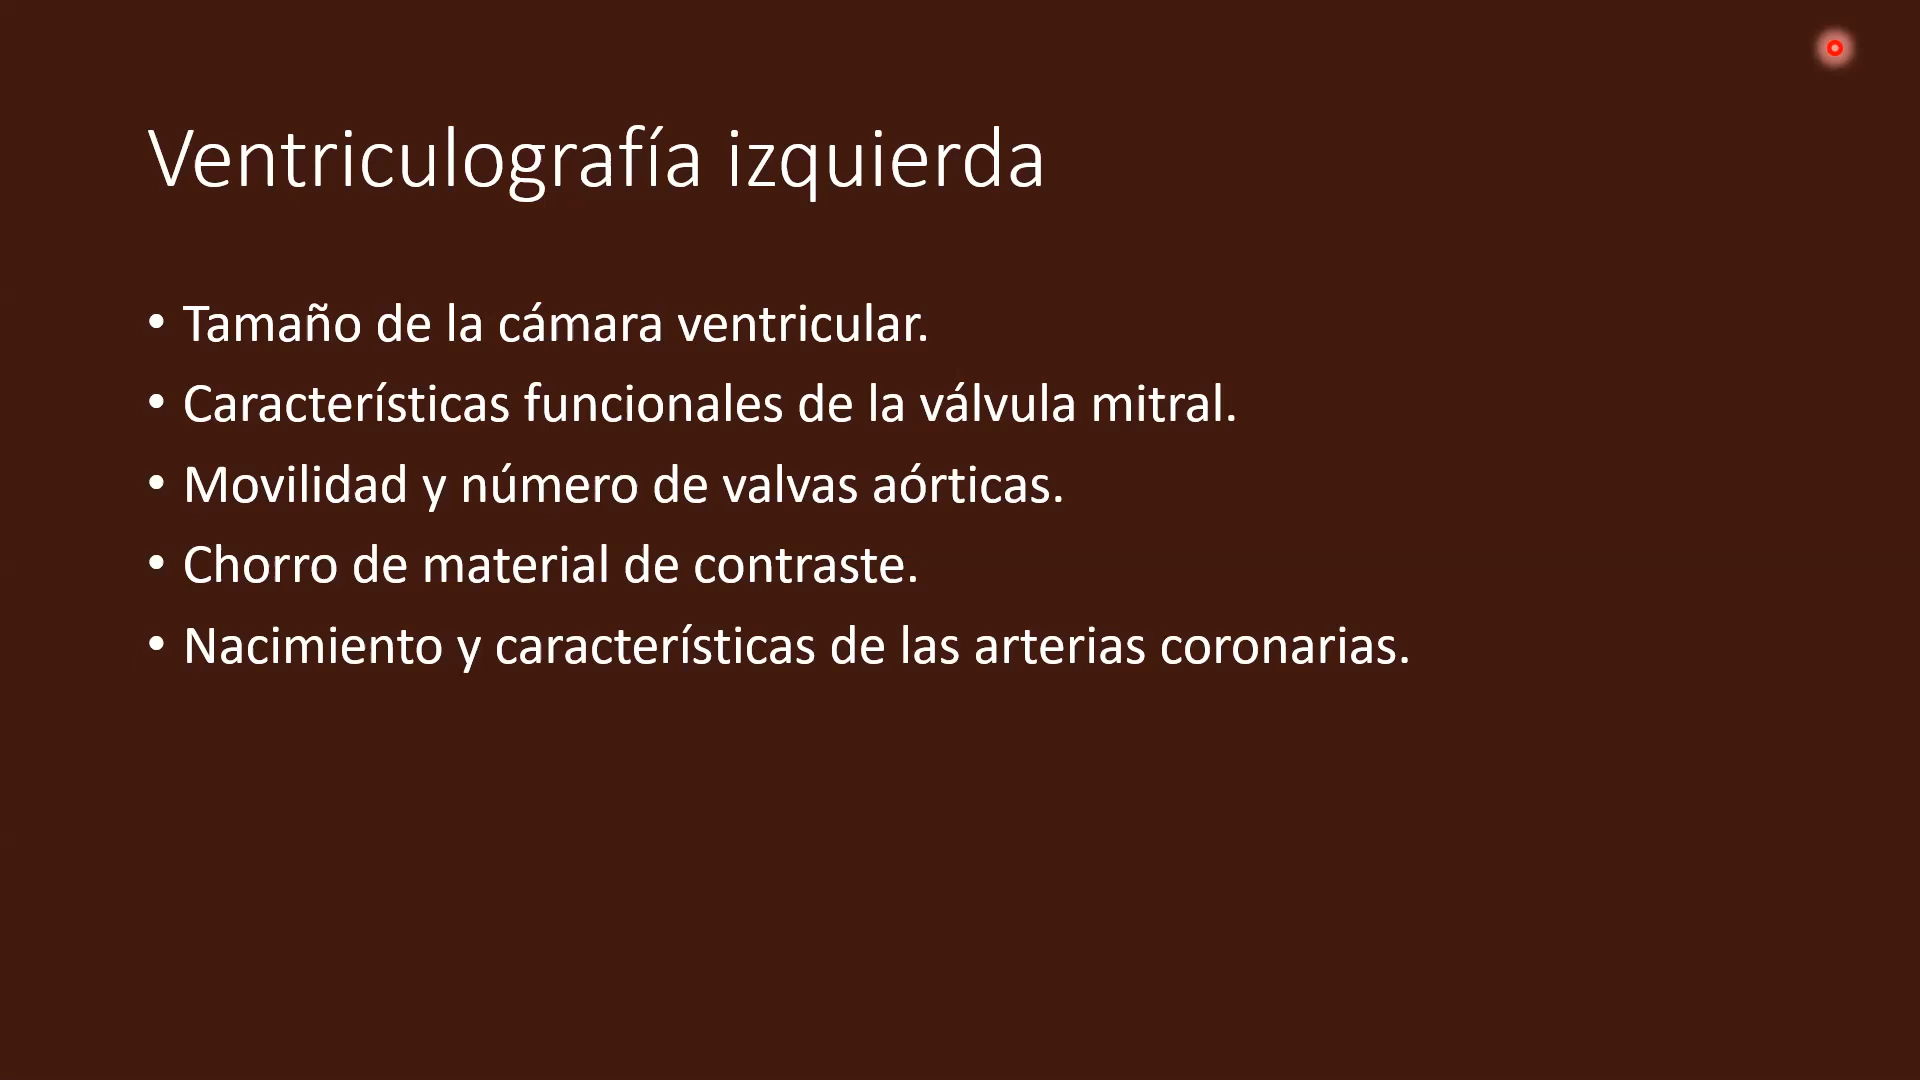 Ventriculografía izquierda
• Tamaño de la cámara ventricular.
• Características funcionales de la válvula mitral.
• Movilidad y número de valvas aórticas.
• Chorro de material de contraste.
• Nacimiento y características de las arterias coronarias.